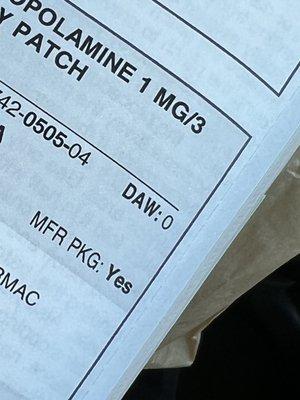 OPOLAMINE 1 MG/3
Y PATCH
42-0505-04
A
DAW: 0
MFR PKG: Yes
RMAC